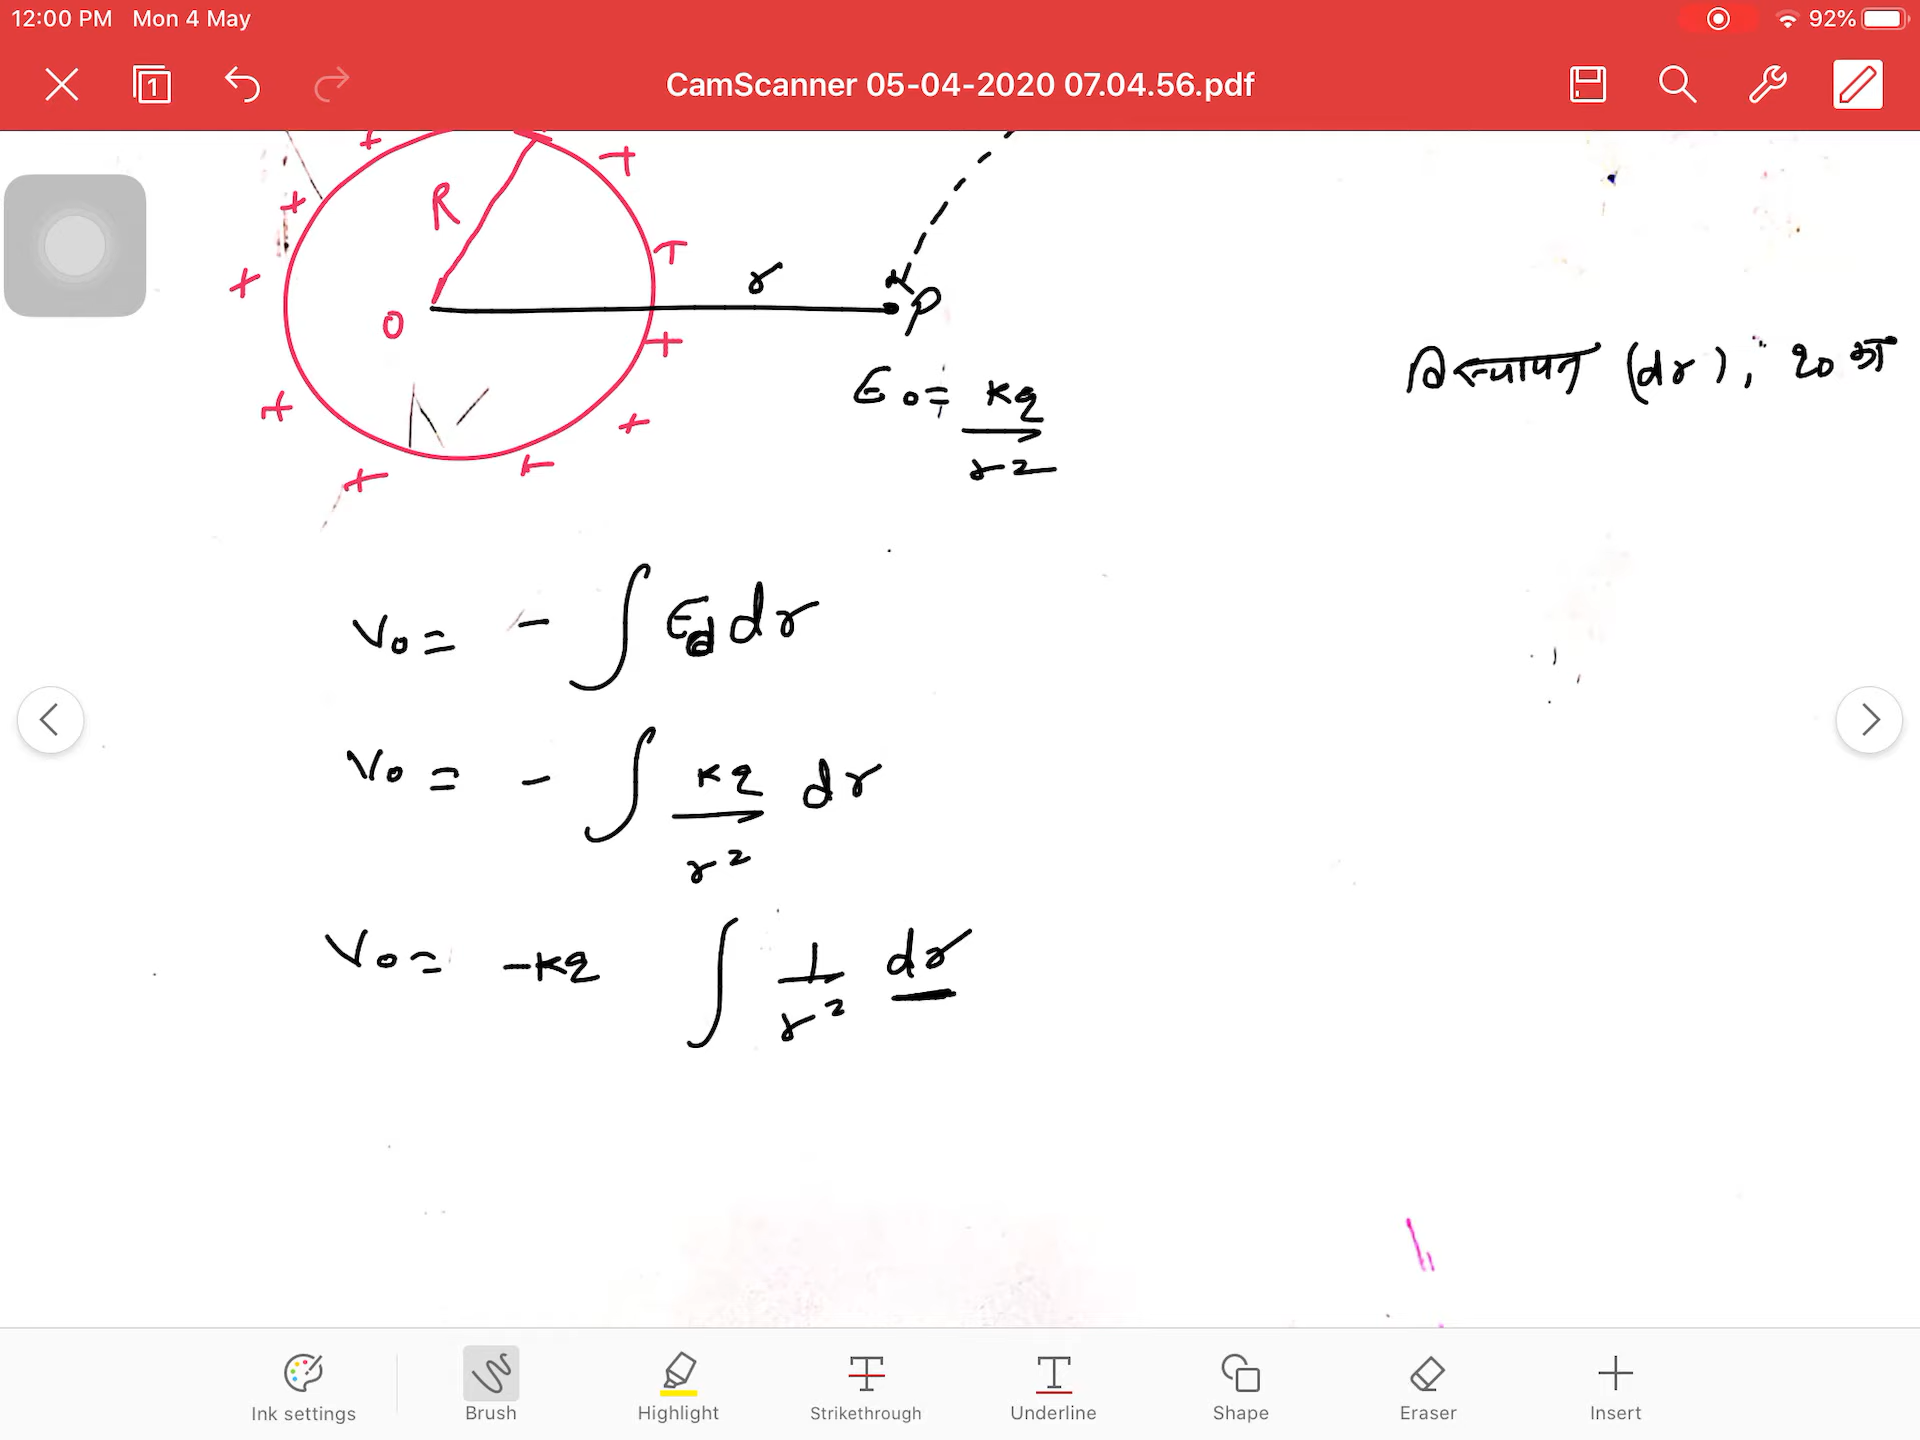 12:00 PM Mon 4 May 92%
1 CamScanner 05-04-2020 07.04.56.pdf
+ + + + + + + + + +
R
r
O
P
E₀ = Kq / r²
विस्थापन (dr),
V₀ = - ∫ E₀ dr
V₀ = - ∫ Kq / r² dr
V₀ = -Kq ∫ 1 / r² dr
Ink settings Brush Highlight Strikethrough Underline Shape Eraser Insert